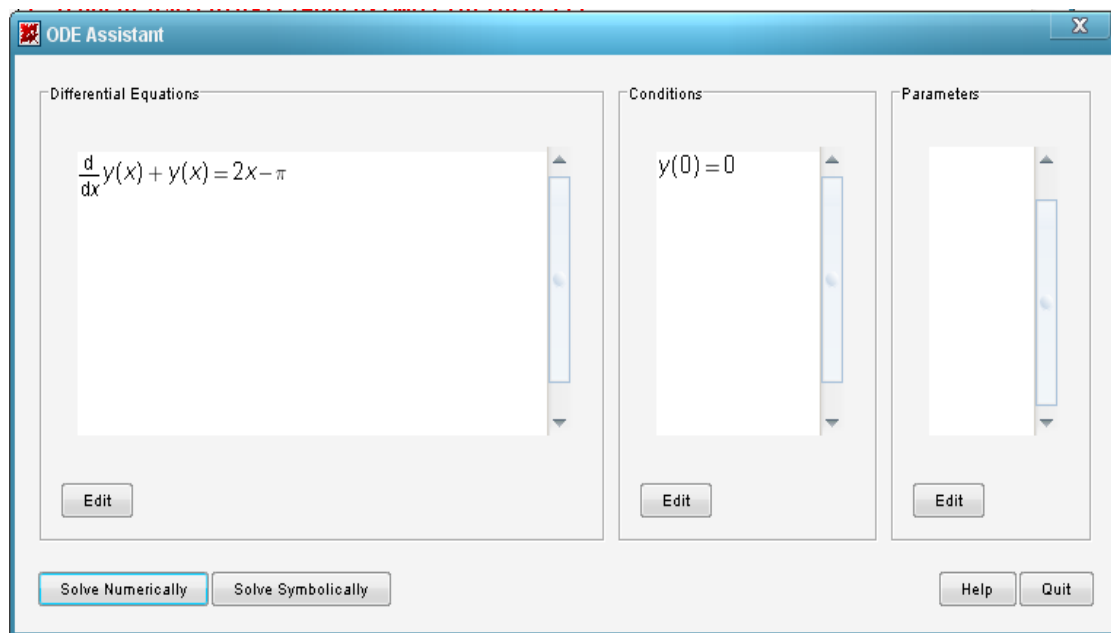 ODE Assistant
X
Differential Equations
d/dx y(x) + y(x) = 2x−π
Edit
Conditions
y(0) = 0
Edit
Parameters
Edit
Solve Numerically
Solve Symbolically
Help
Quit